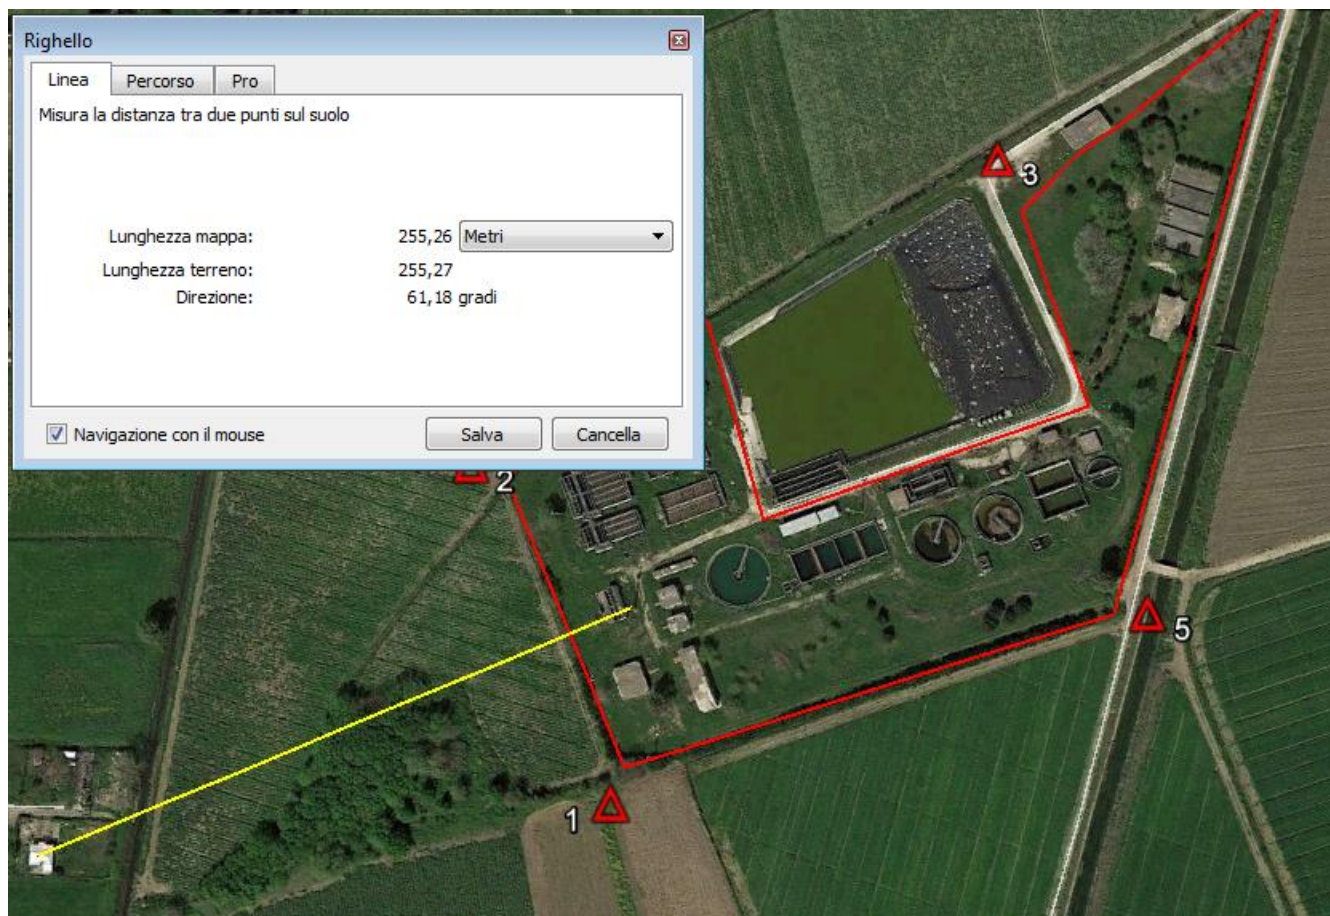 Righello
Linea Percorso Pro
Misura la distanza tra due punti sul suolo
Lunghezza mappa: 255,26 Metri
Lunghezza terreno: 255,27
Direzione: 61,18 gradi
Navigazione con il mouse Salva Cancella
3
2
5
1